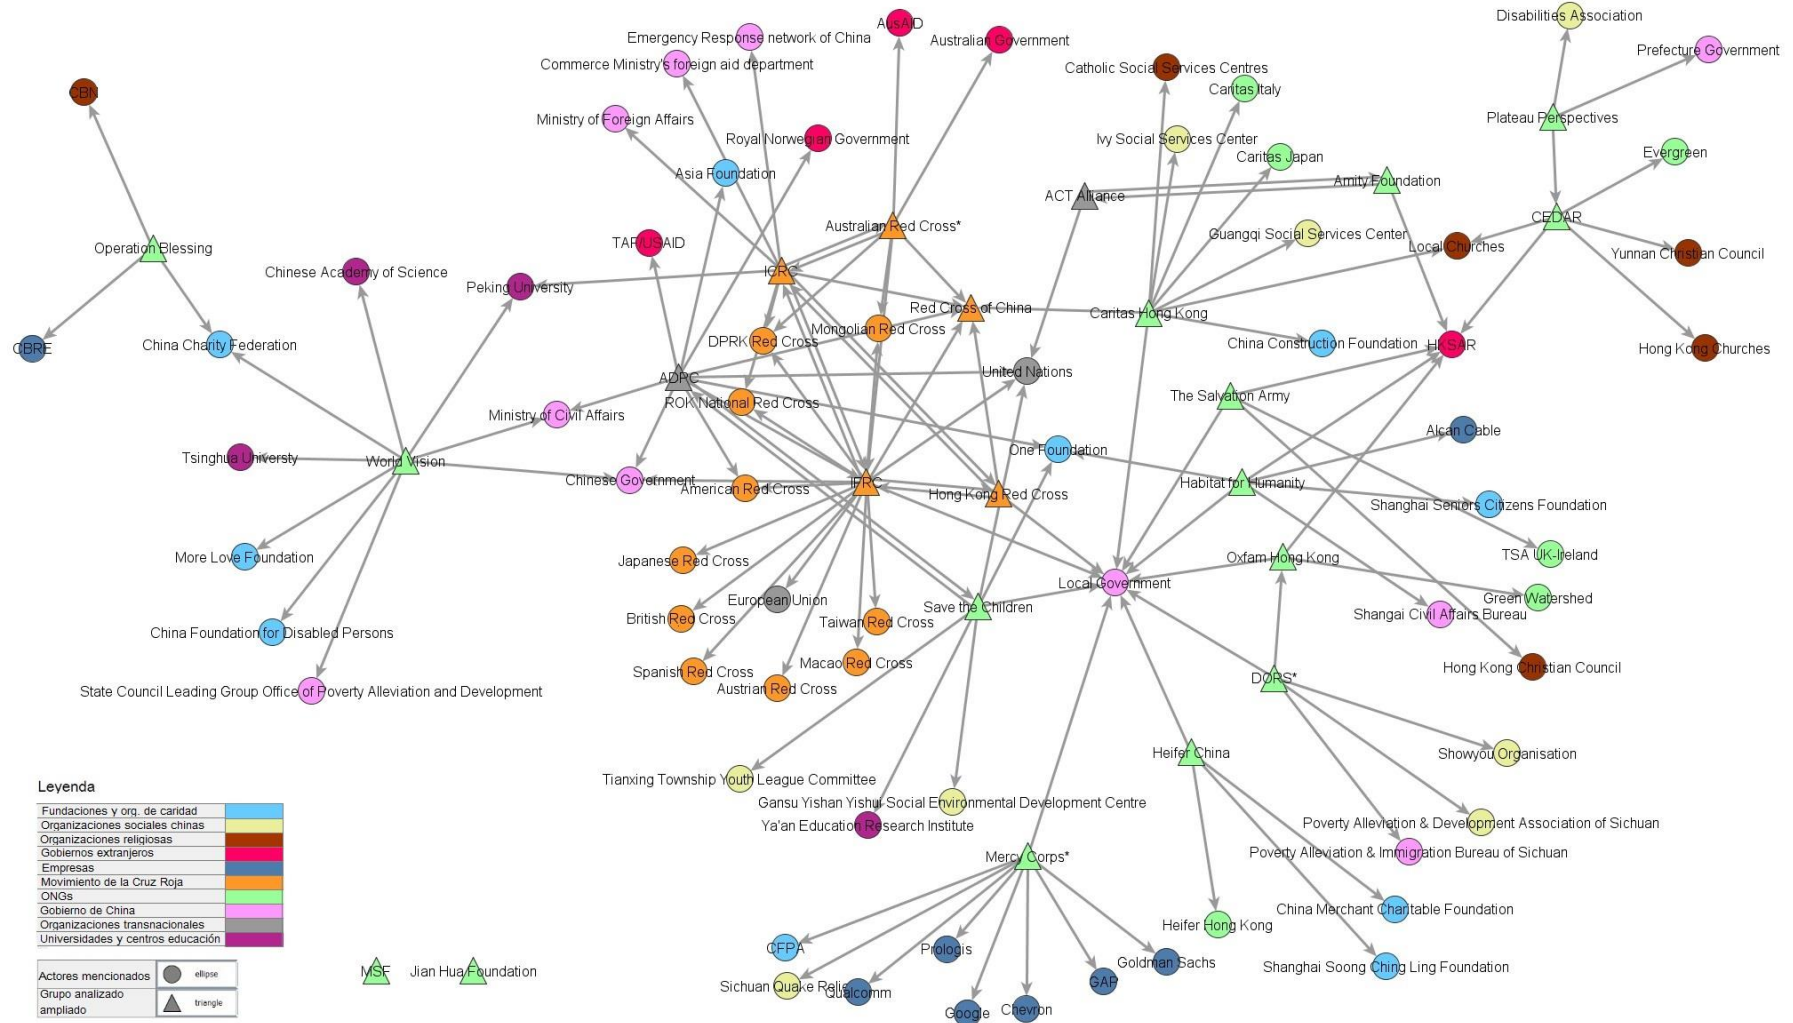 Disabilities Association
AusAID
Emergency Response network of China
Australian Government
Prefecture Government
Commerce Ministry's foreign aid department
Catholic Social Services Centres
Caritas Italy
CBN
Ministry of Foreign Affairs
Plateau Perspectives
Royal Norwegian Government
Ivy Social Services Center
Caritas Japan
Evergreen
Asia Foundation
Amity Foundation
ACT Alliance
CEDAR
Australian Red Cross*
Guangqi Social Services Center
TAF/USAID
Local Churches
Operation Blessing
Yunnan Christian Council
Chinese Academy of Science
ICRC
Peking University
Red Cross of China
Caritas Hong Kong
Mongolian Red Cross
DPRK Red Cross
China Charity Federation
China Construction Foundation
HKSAR
CBRE
Hong Kong Churches
United Nations
ADPC
The Salvation Army
ROK National Red Cross
Ministry of Civil Affairs
Alcan Cable
One Foundation
Tsinghua Universty
World Vision
Chinese Government
IFRC
Habitat for Humanity
American Red Cross
Hong Kong Red Cross
Shanghai Seniors Citizens Foundation
TSA UK-Ireland
More Love Foundation
Japanese Red Cross
Oxfam Hong Kong
Local Government
European Union
Green Watershed
Save the Children
Shangai Civil Affairs Bureau
British Red Cross
Taiwan Red Cross
China Foundation for Disabled Persons
Macao Red Cross
Spanish Red Cross
Hong Kong Christian Council
DORS*
Austrian Red Cross
State Council Leading Group Office of Poverty Alleviation and Development
Heifer China
Showyou Organisation
Tianxing Township Youth League Committee
Leyenda
Gansu Yishan Yishui Social Environmental Development Centre
Fundaciones y org. de caridad
Organizaciones sociales chinas
Ya'an Education Research Institute
Poverty Alleviation & Development Association of Sichuan
Organizaciones religiosas
Gobiernos extranjeros
Poverty Alleviation & Immigration Bureau of Sichuan
Mercy Corps*
Empresas
Movimiento de la Cruz Roja
ONGs
Gobierno de China
China Merchant Charitable Foundation
Organizaciones transnacionales
Heifer Hong Kong
Universidades y centros educación
CFPA
Prologis
Goldman Sachs
Shanghai Soong Ching Ling Foundation
MSF
Jian Hua Foundation
Actores mencionados
ellipse
GAP
Sichuan Quake Relief
Qualcomm
Grupo analizado
ampliado
triangle
Chevron
Google